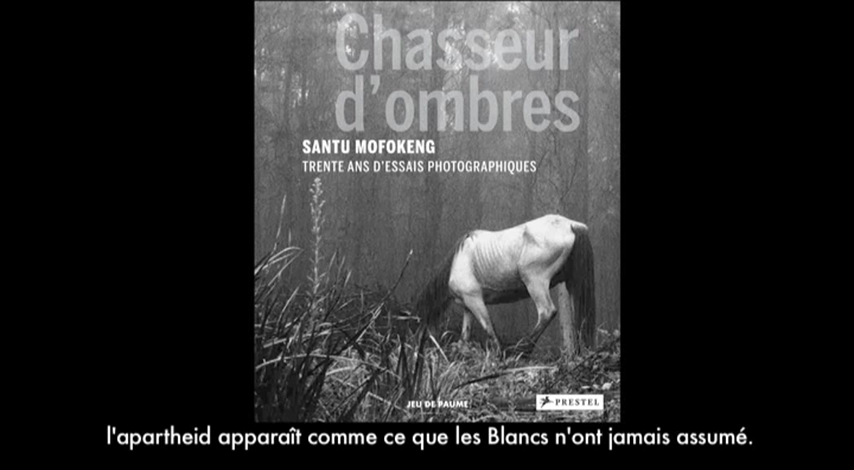 Chasseur
d'ombres
SANTU MOFOKENG
TRENTE ANS D'ESSAIS PHOTOGRAPHIQUES
JEU DE PAUME
PRESTEL
l'apartheid apparaît comme ce que les Blancs n'ont jamais assumé.